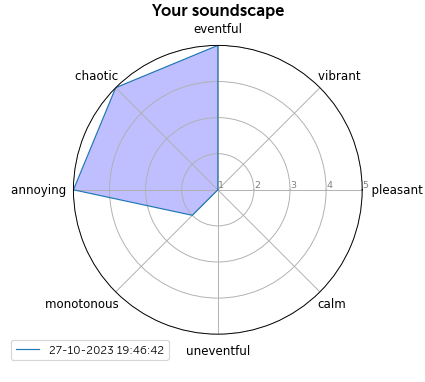 Your soundscape
eventful
chaotic
vibrant
annoying
1 2 3 4 5
pleasant
monotonous
calm
uneventful
27-10-2023 19:46:42